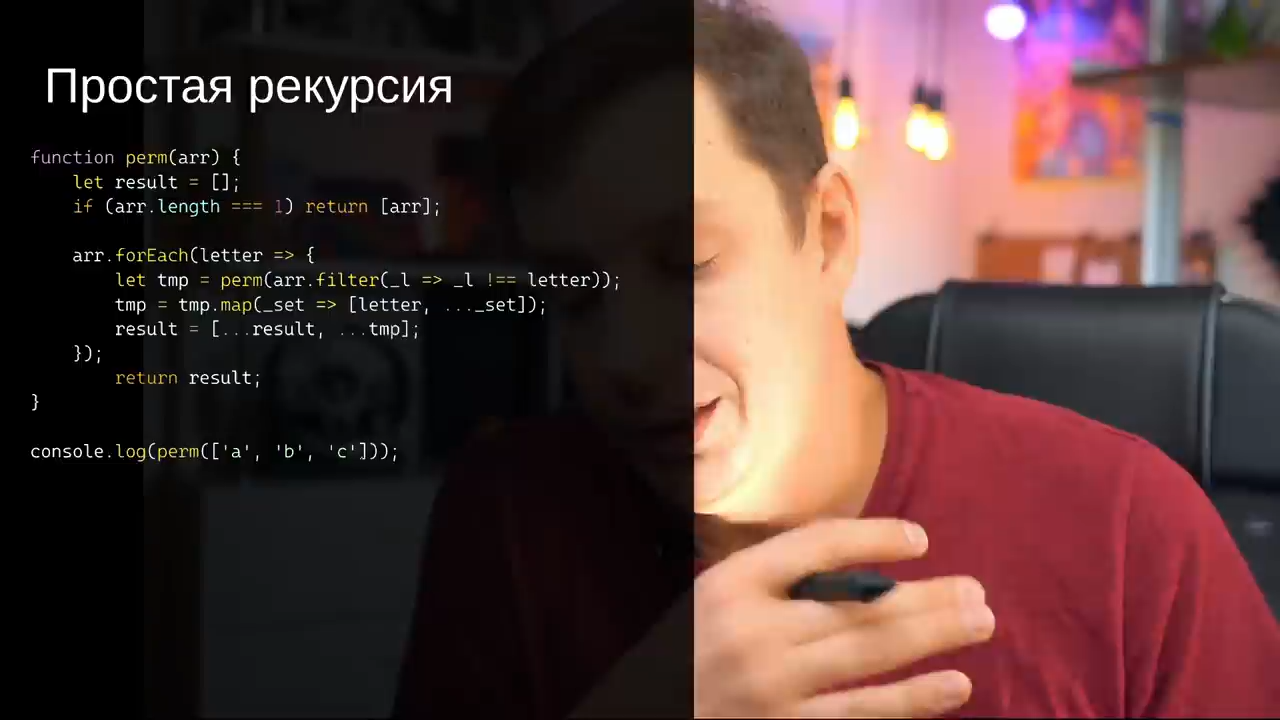 Простая рекурсия
function perm(arr) {
    let result = [];
    if (arr.length === 1) return [arr];

    arr.forEach(letter => {
        let tmp = perm(arr.filter(_l => _l !== letter));
        tmp = tmp.map(_set => [letter, ..._set]);
        result = [...result, ...tmp];
    });
        return result;
}

console.log(perm(['a', 'b', 'c']));